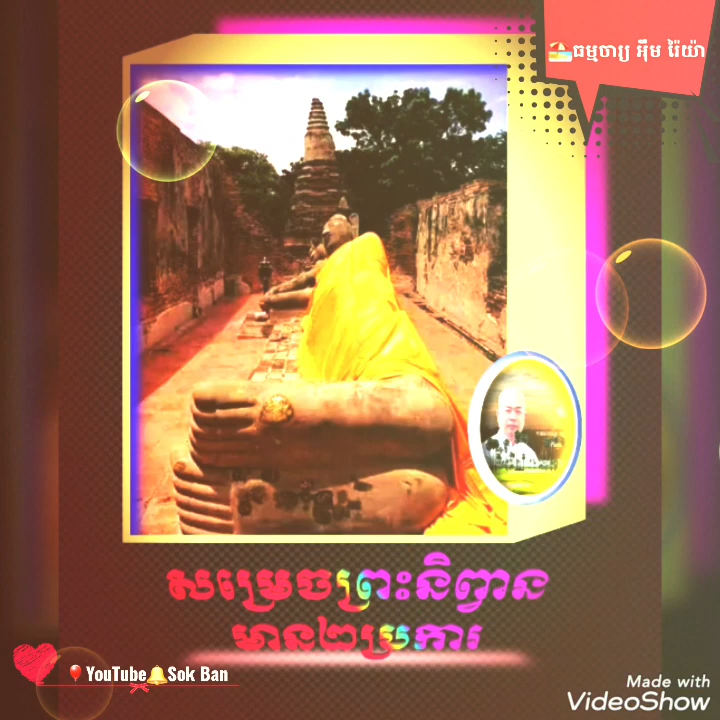 🏖️ធម្មចារ្យ អ៊ឹម រ៉ៃយ៉ា
សម្រេចព្រះនិព្វាន
មាន២ប្រការ
📍YouTube🔔Sok Ban
Made with
VideoShow